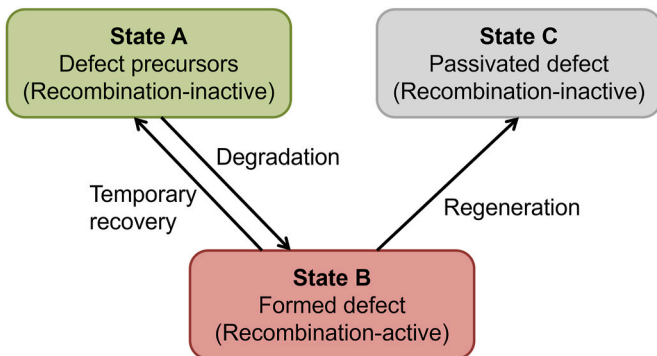 State A
Defect precursors
(Recombination-inactive)
State C
Passivated defect
(Recombination-inactive)
Degradation
Temporary
recovery
Regeneration
State B
Formed defect
(Recombination-active)